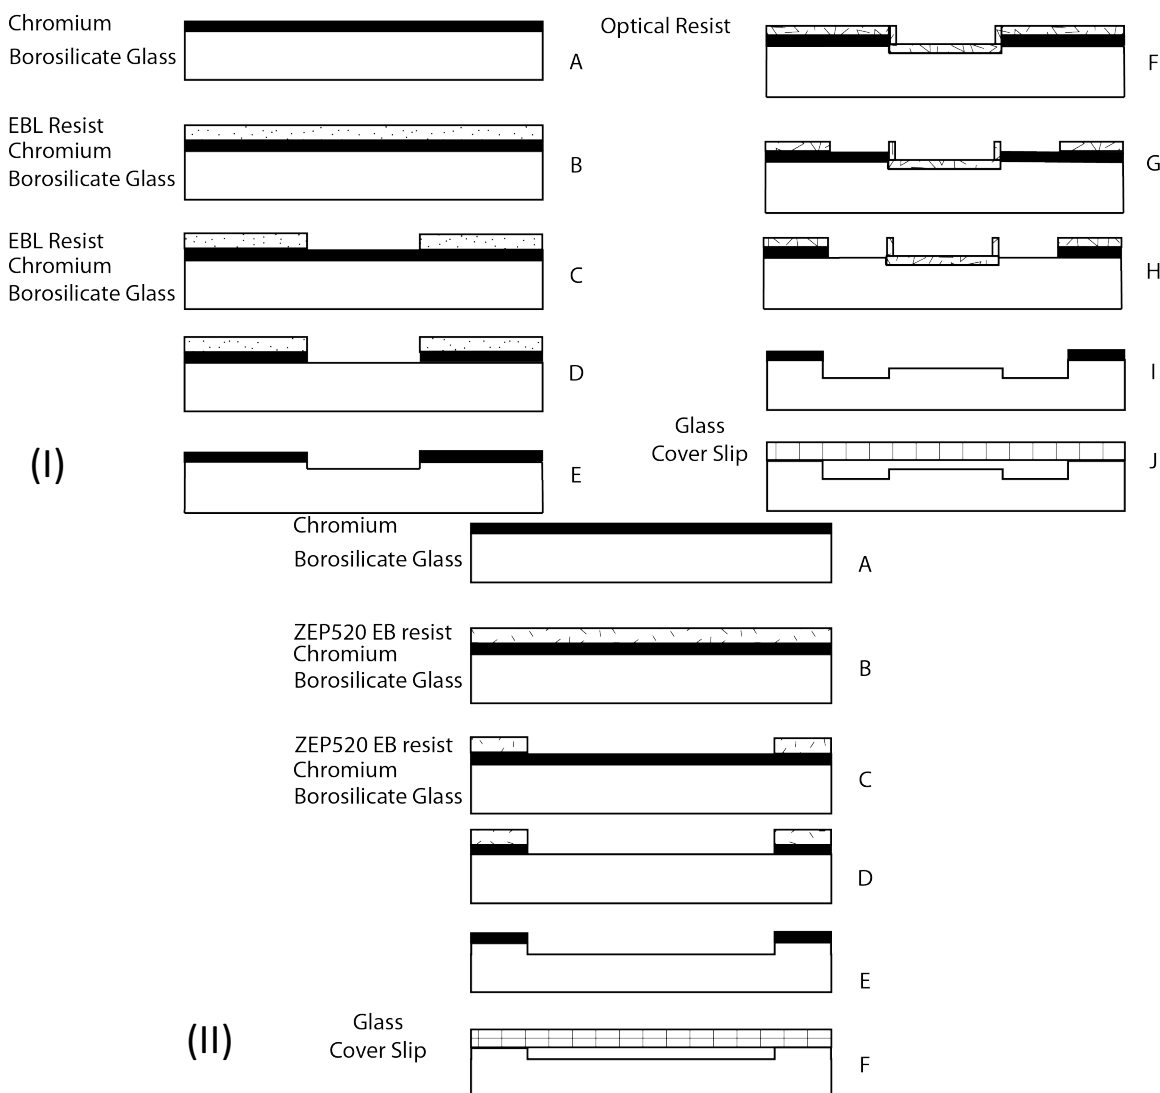 Chromium
Borosilicate Glass
A
EBL Resist
Chromium
Borosilicate Glass
B
EBL Resist
Chromium
Borosilicate Glass
C
D
(I)
E
Optical Resist
F
G
H
I
Glass
Cover Slip
J
Chromium
Borosilicate Glass
A
ZEP520 EB resist
Chromium
Borosilicate Glass
B
ZEP520 EB resist
Chromium
Borosilicate Glass
C
D
E
(II)
Glass
Cover Slip
F